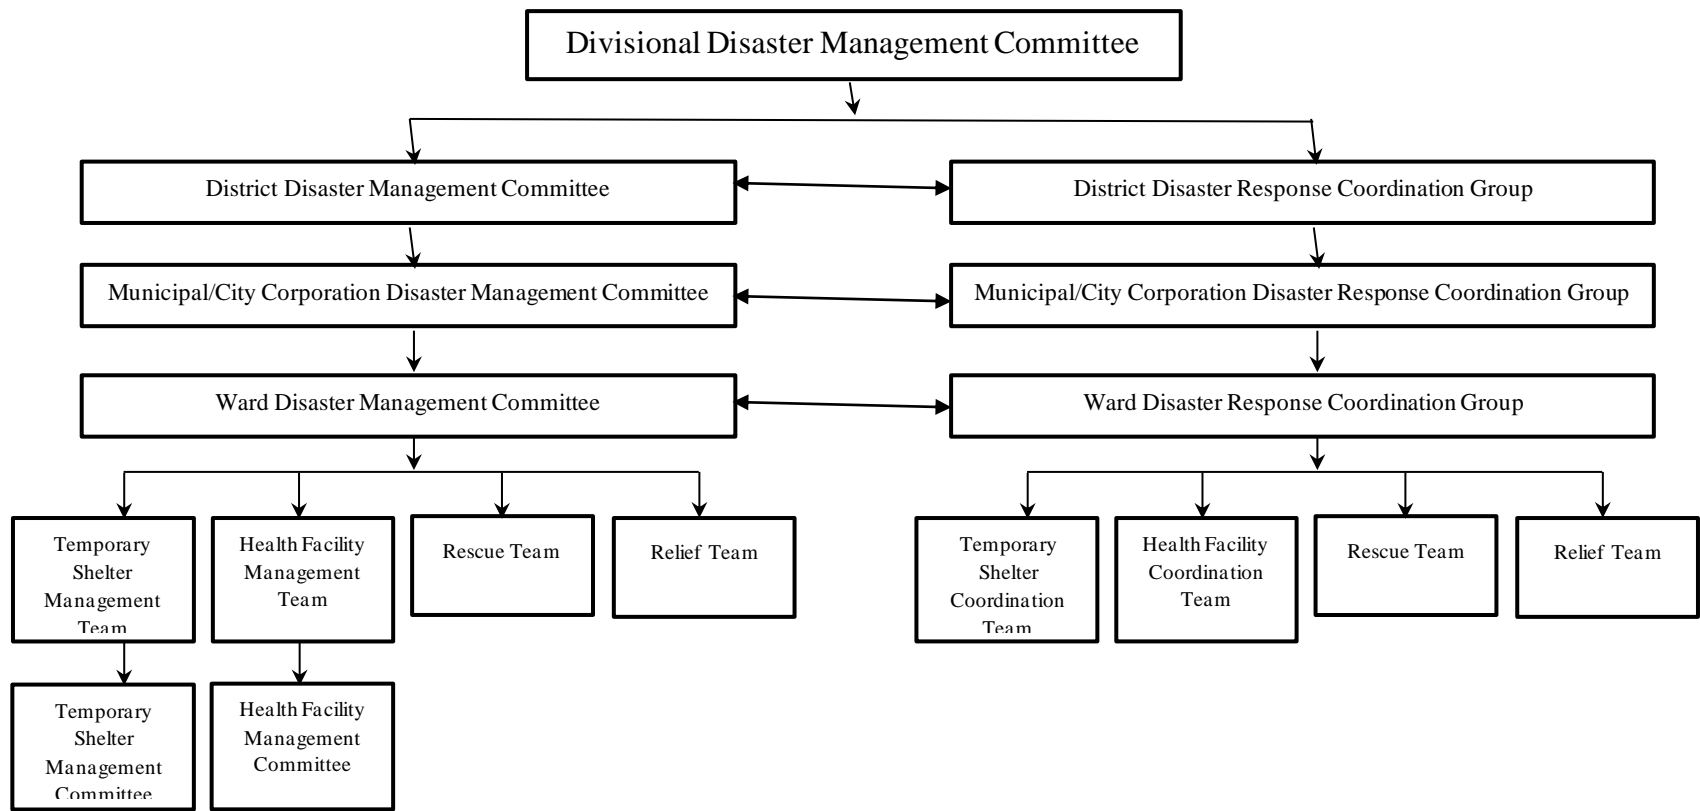 Divisional Disaster Management Committee
District Disaster Management Committee
District Disaster Response Coordination Group
Municipal/City Corporation Disaster Management Committee
Municipal/City Corporation Disaster Response Coordination Group
Ward Disaster Management Committee
Ward Disaster Response Coordination Group
Temporary
Shelter
Management
Team
Health Facility
Management
Team
Rescue Team
Relief Team
Temporary
Shelter
Coordination
Team
Health Facility
Coordination
Team
Rescue Team
Relief Team
Temporary
Shelter
Management
Committee
Health Facility
Management
Committee